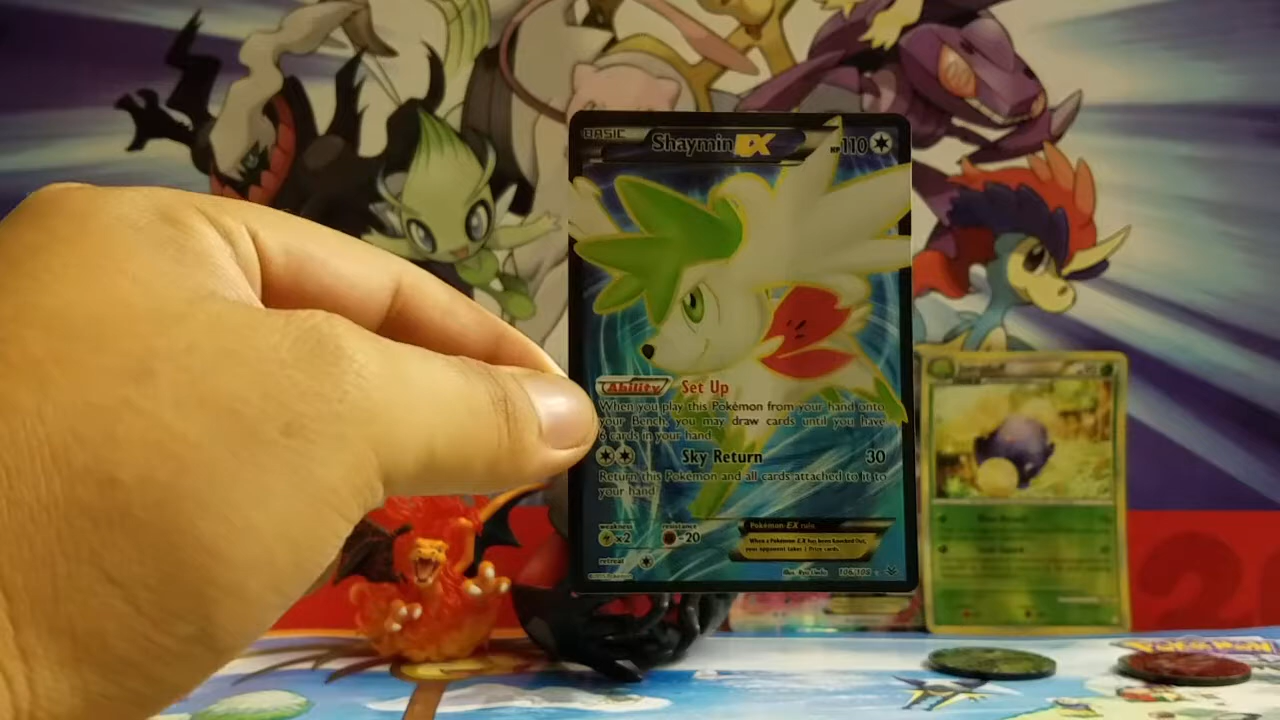 BASIC Shaymin EX HP 110
Ability Set Up
When you play this Pokémon from your hand onto
your Bench, you may draw cards until you have
6 cards in your hand.
Sky Return 30
Return this Pokémon and all cards attached to it to
your hand.
weakness resistance
×2 -20
retreat
Pokémon-EX rule
When a Pokémon-EX has been Knocked Out,
your opponent takes 2 Prize cards.
106/108